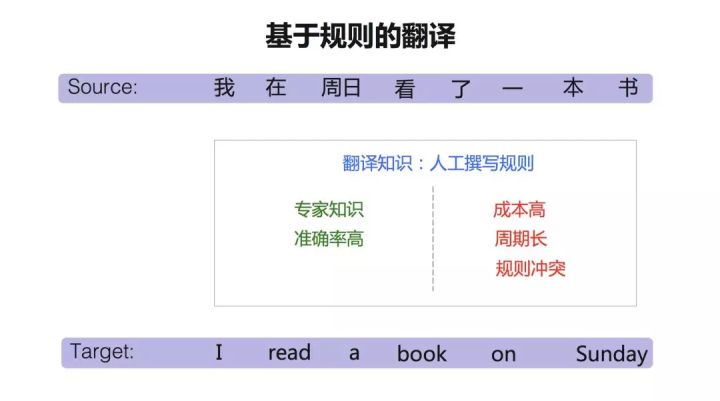 基于规则的翻译
Source: 我 在 周日 看 了 一 本 书
翻译知识：人工撰写规则
专家知识
准确率高
成本高
周期长
规则冲突
Target: I read a book on Sunday